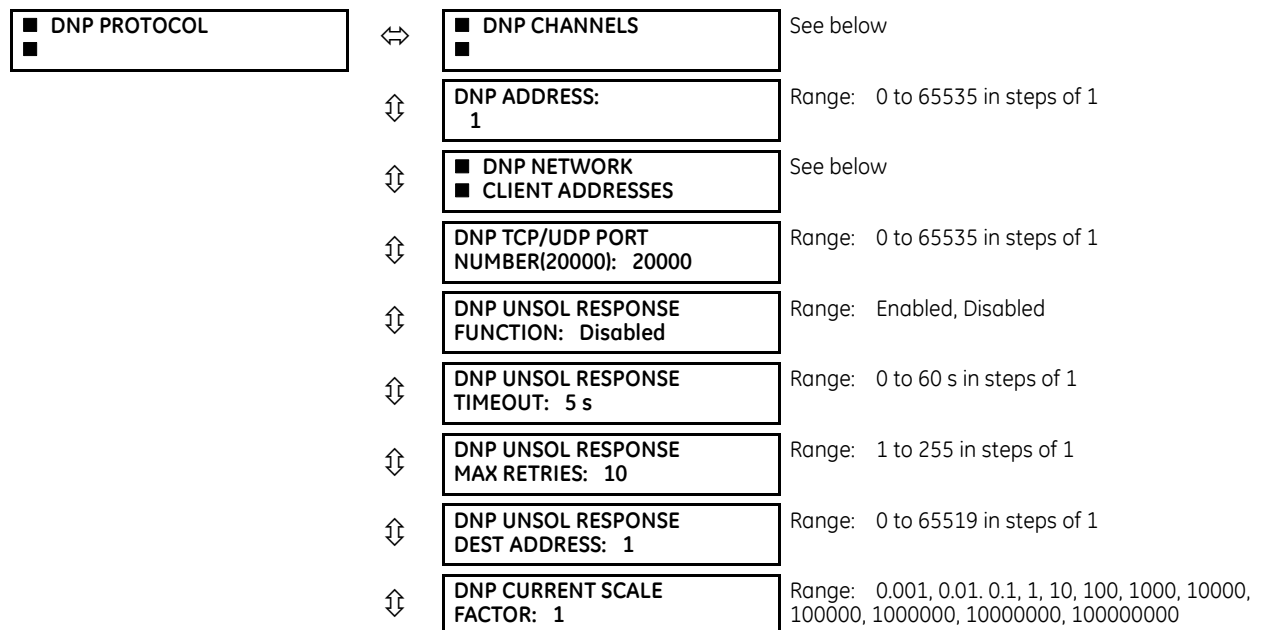 ■ DNP PROTOCOL
■
■ DNP CHANNELS
■
See below
DNP ADDRESS:
1
Range: 0 to 65535 in steps of 1
■ DNP NETWORK
■ CLIENT ADDRESSES
See below
DNP TCP/UDP PORT
NUMBER(20000): 20000
Range: 0 to 65535 in steps of 1
DNP UNSOL RESPONSE
FUNCTION: Disabled
Range: Enabled, Disabled
DNP UNSOL RESPONSE
TIMEOUT: 5 s
Range: 0 to 60 s in steps of 1
DNP UNSOL RESPONSE
MAX RETRIES: 10
Range: 1 to 255 in steps of 1
DNP UNSOL RESPONSE
DEST ADDRESS: 1
Range: 0 to 65519 in steps of 1
DNP CURRENT SCALE
FACTOR: 1
Range: 0.001, 0.01. 0.1, 1, 10, 100, 1000, 10000,
100000, 1000000, 10000000, 100000000